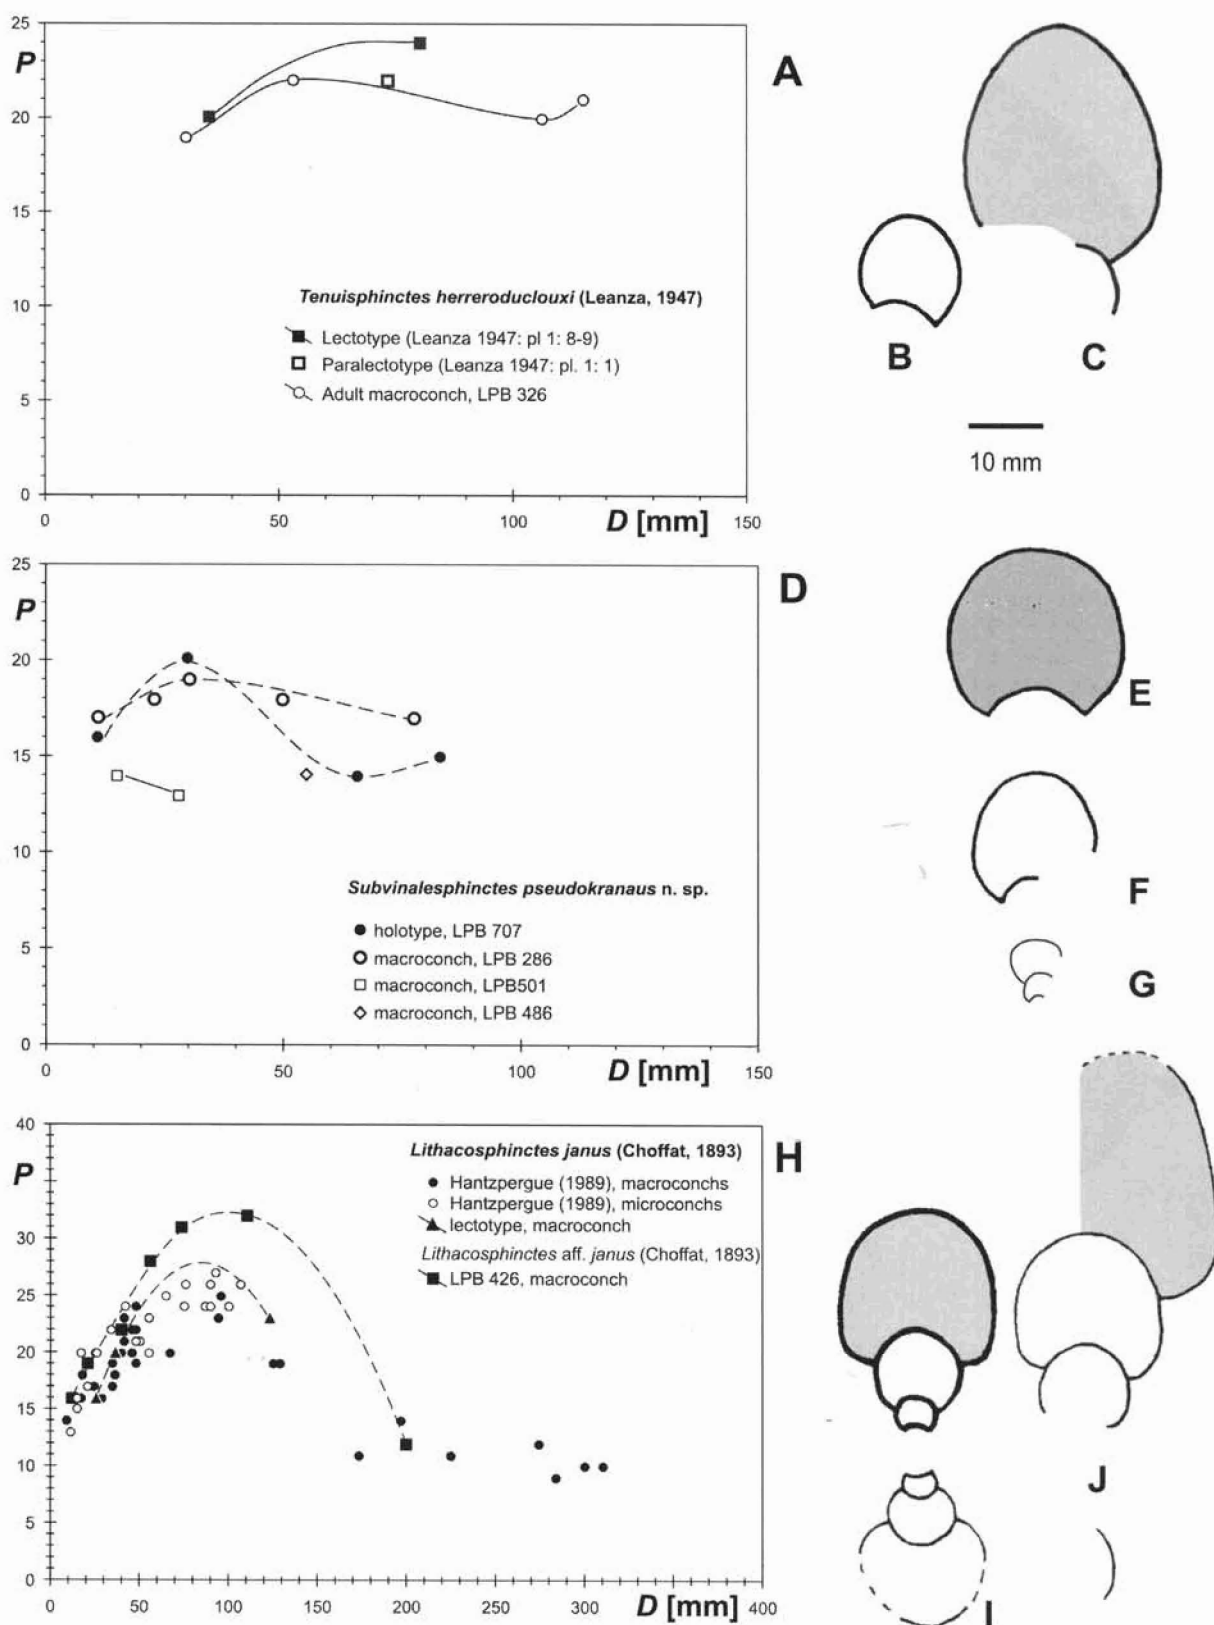 25
P
20
15
10
5
0
Tenuisphinctes herreroduclouxi (Leanza, 1947)
Lectotype (Leanza 1947: pl 1: 8-9)
Paralectotype (Leanza 1947: pl. 1: 1)
Adult macroconch, LPB 326
0 50 100 150
D [mm]
A
B
C
10 mm
25
P
20
15
10
5
0
Subvinalesphinctes pseudokranaus n. sp.
holotype, LPB 707
macroconch, LPB 286
macroconch, LPB501
macroconch, LPB 486
0 50 100 150
D [mm]
D
E
F
G
40
P
30
20
15
10
5
0
Lithacosphinctes janus (Choffat, 1893)
Hantzpergue (1989), macroconchs
Hantzpergue (1989), microconchs
lectotype, macroconch
Lithacosphinctes aff. janus (Choffat, 1893)
LPB 426, macroconch
0 50 100 150 200 250 300 400
D [mm]
H
J
I